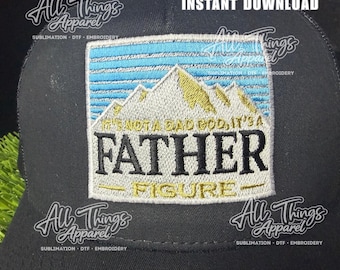 INSTANT DOWNLOAD
All Things
Apparel
SUBLIMATION • DTF • EMBROIDERY
All Things
Apparel
SUBLIMATION • DTF • EMBROIDERY
IT'S NOT A DAD BOD, IT'S A
FATHER
FIGURE
All Things
Apparel
SUBLIMATION • DTF • EMBROIDERY
All Things
Apparel
SUBLIMATION • DTF • EMBROIDERY